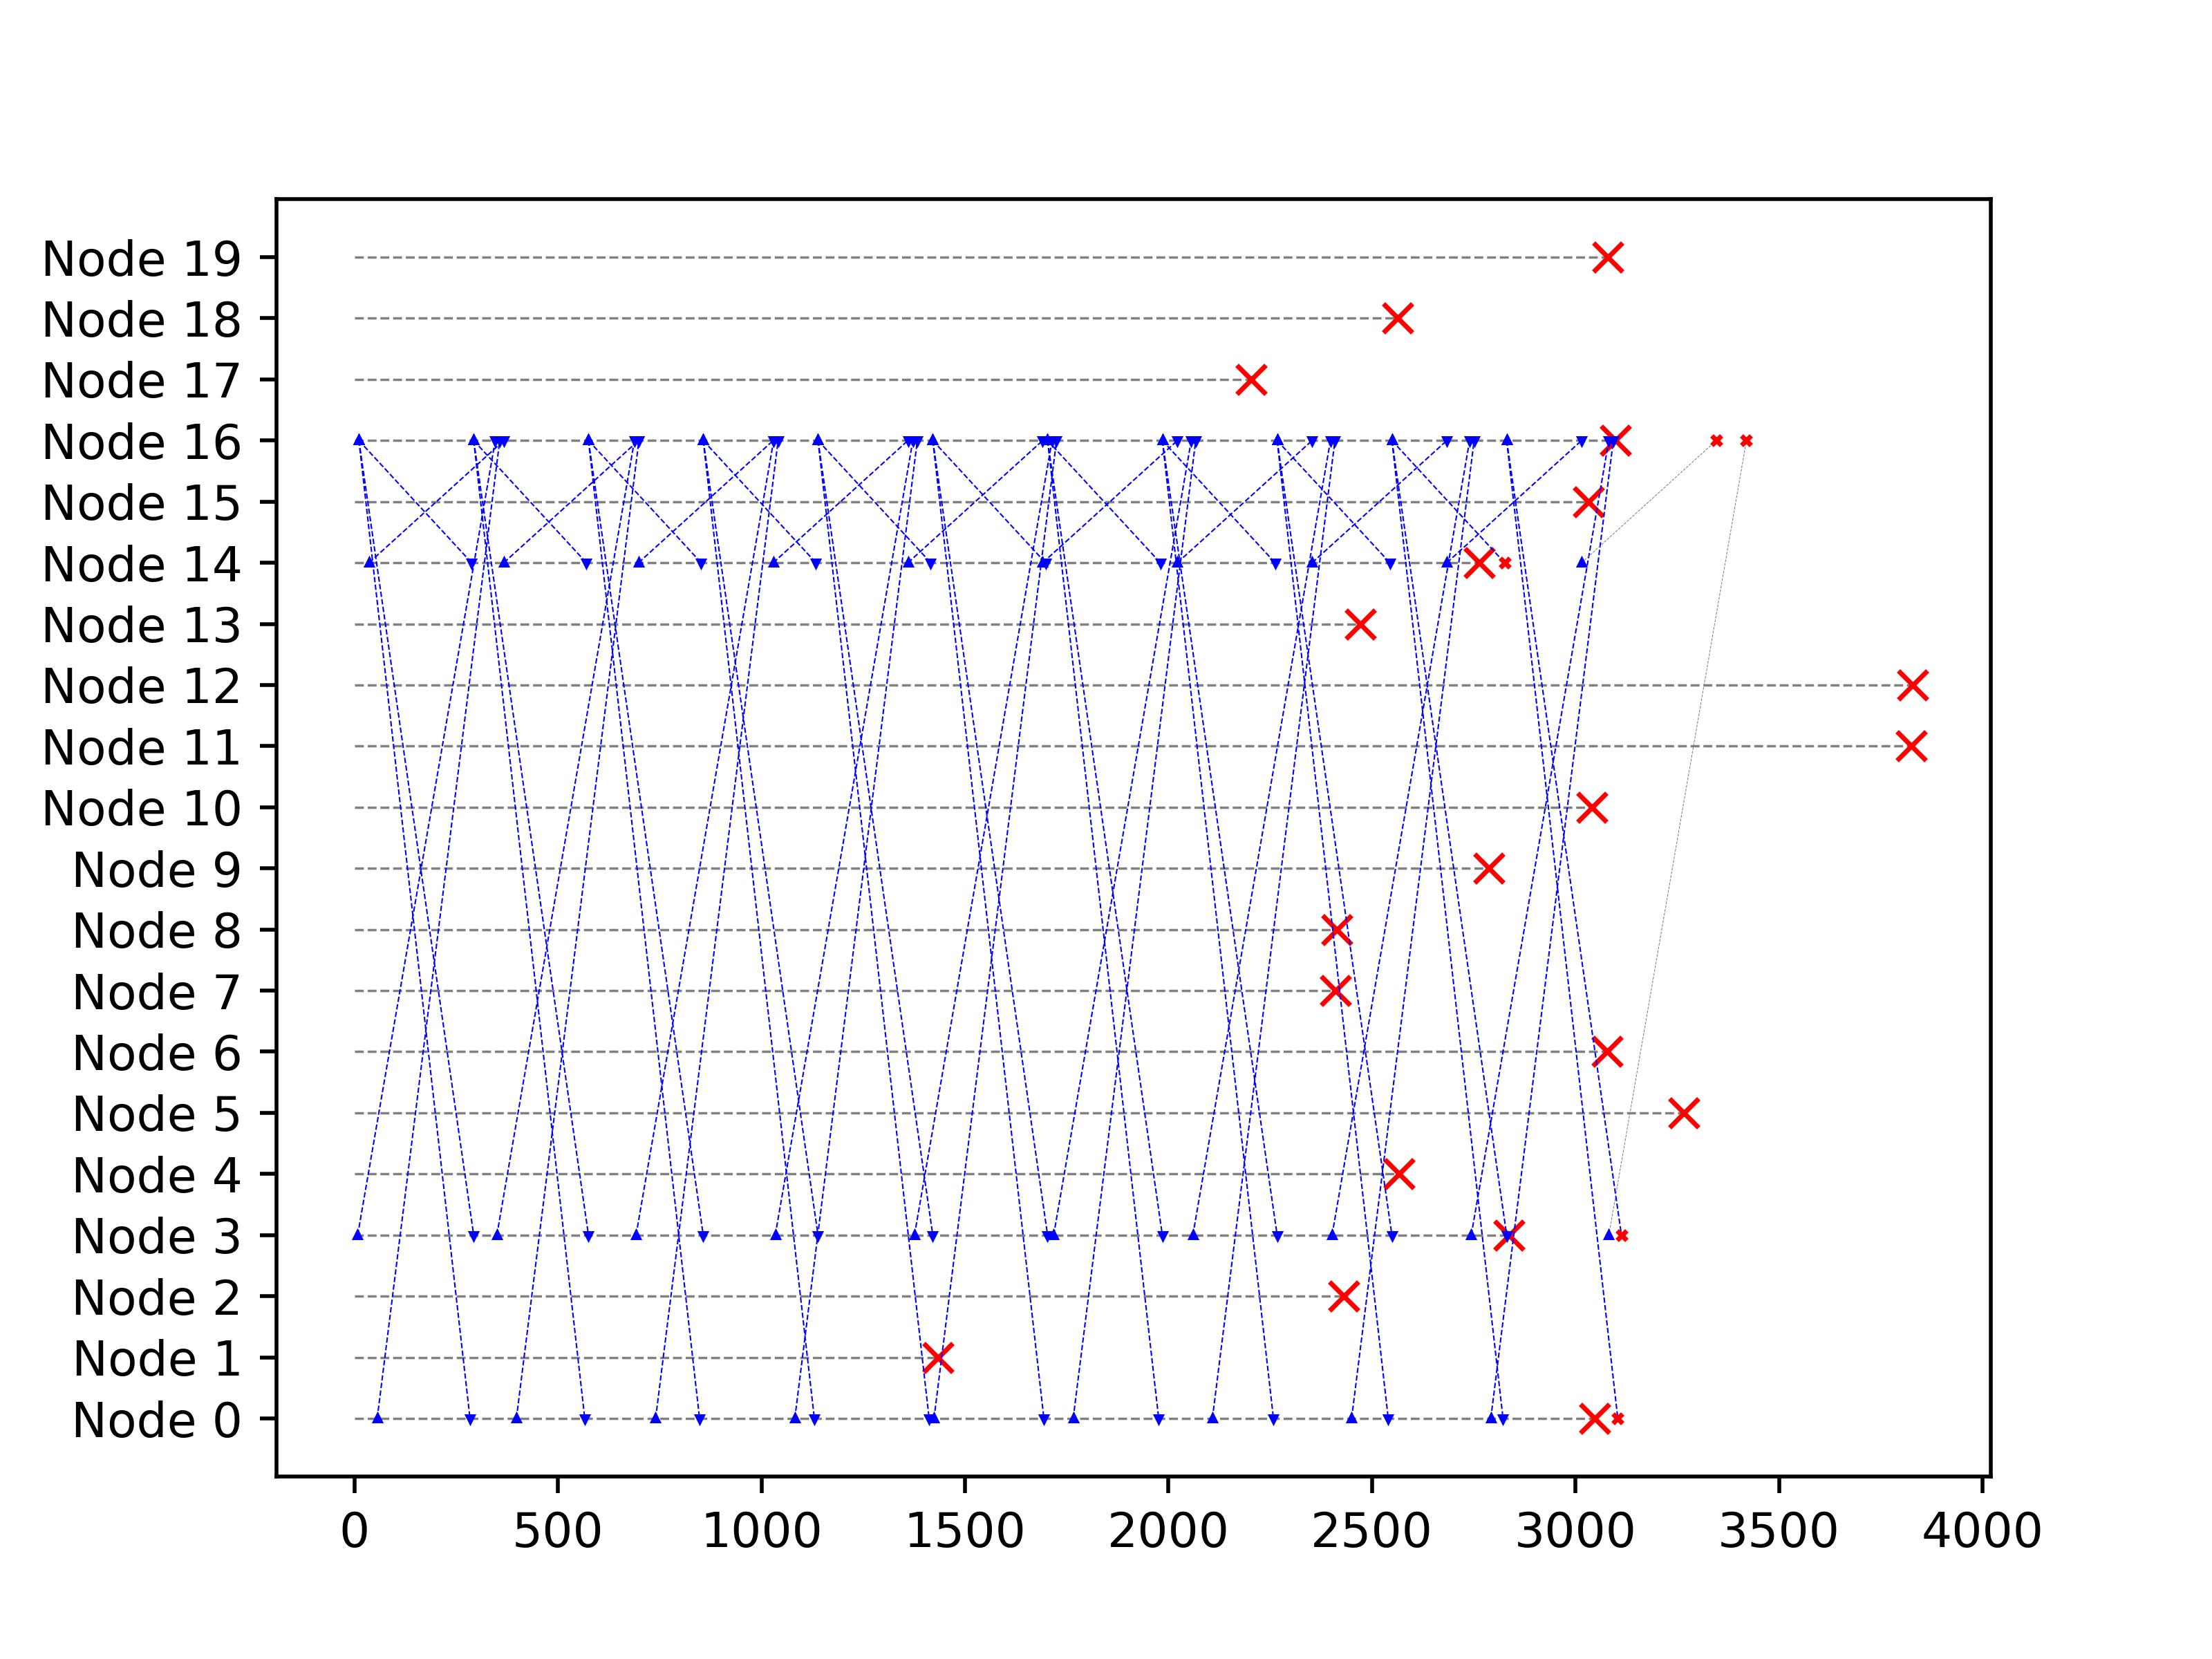 Node 19
Node 18
Node 17
Node 16
Node 15
Node 14
Node 13
Node 12
Node 11
Node 10
Node 9
Node 8
Node 7
Node 6
Node 5
Node 4
Node 3
Node 2
Node 1
Node 0
0 500 1000 1500 2000 2500 3000 3500 4000